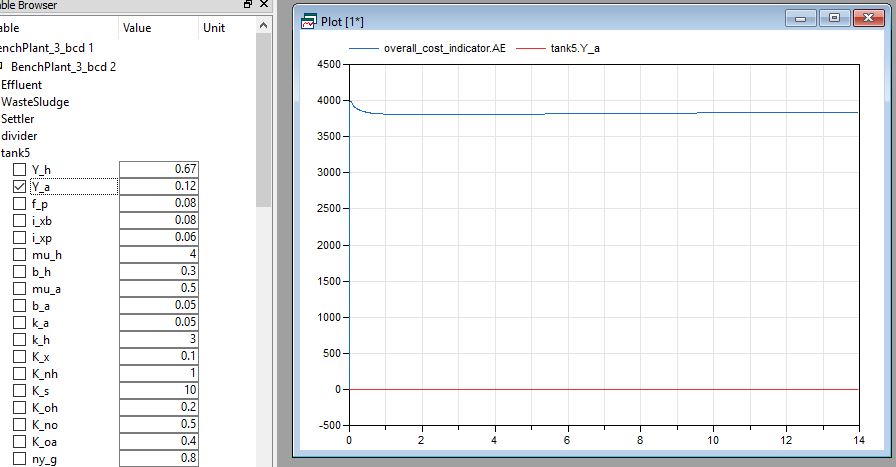 able Browser
able Value Unit
enchPlant_3_bcd 1
BenchPlant_3_bcd 2
Effluent
WasteSludge
Settler
divider
tank5
Y_h 0.67
Y_a 0.12
f_p 0.08
i_xb 0.08
i_xp 0.06
mu_h 4
b_h 0.3
mu_a 0.5
b_a 0.05
k_a 0.05
k_h 3
K_x 0.1
K_nh 1
K_s 10
K_oh 0.2
K_no 0.5
K_oa 0.4
ny_g 0.8
Plot [1*]
overall_cost_indicator.AE tank5.Y_a
4500
4000
3500
3000
2500
2000
1500
4000
3500
1000
500
0
-500
0 2 4 6 8 10 12 14